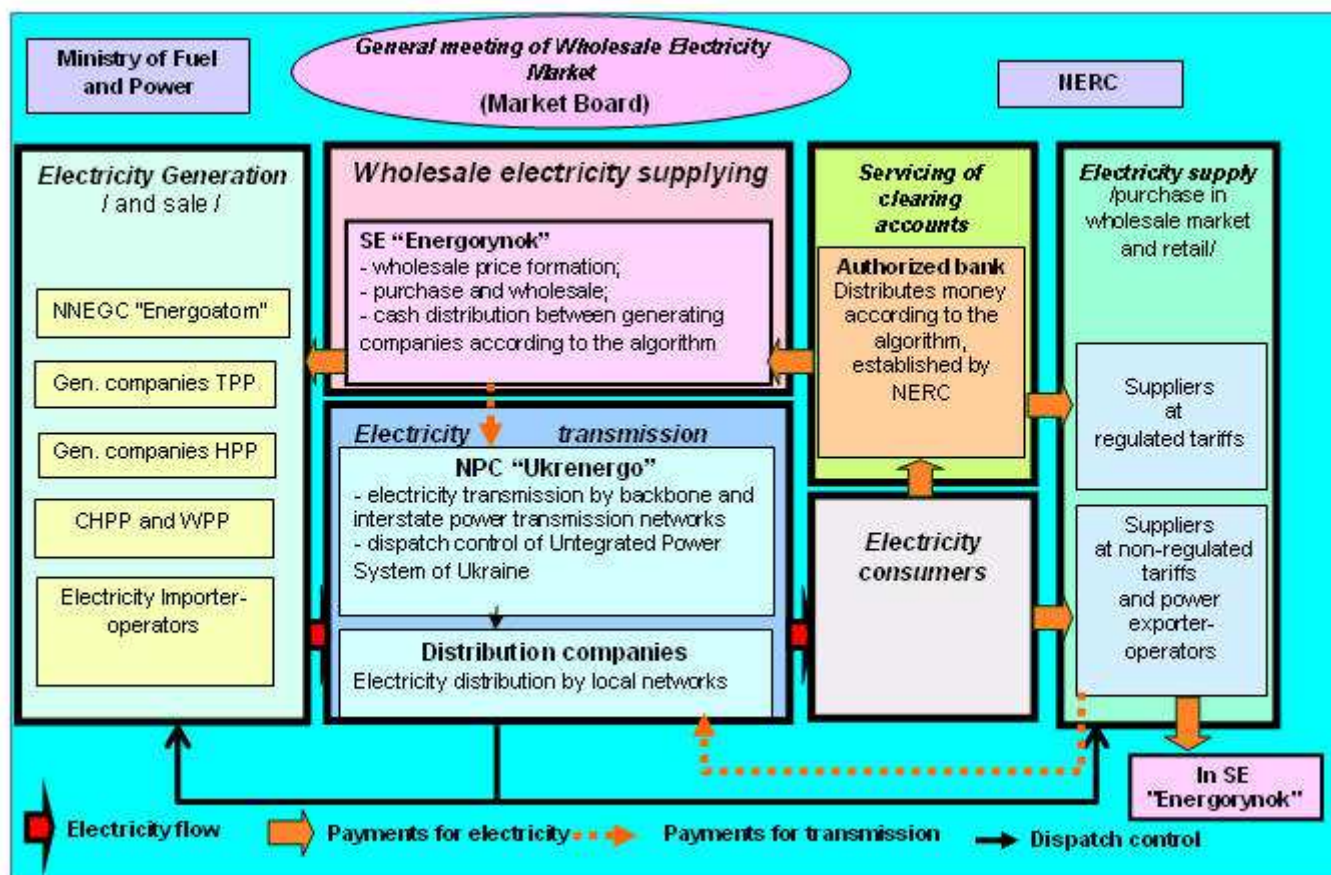 Ministry of Fuel
and Power
General meeting of Wholesale Electricity
Market
(Market Board)
NERC
Electricity Generation
/ and sale /
NNEGC "Energoatom"
Gen. companies TPP
Gen. companies HPP
CHPP and WPP
Electricity Importer-
operators
Wholesale electricity supplying
SE "Energorynok"
- wholesale price formation;
- purchase and wholesale;
- cash distribution between generating
companies according to the algorithm
Electricity transmission
NPC "Ukrenergo"
- electricity transmission by backbone and
interstate power transmission networks
- dispatch control of Untegrated Power
System of Ukraine
Distribution companies
Electricity distribution by local networks
Servicing of
clearing
accounts
Authorized bank
Distributes money
according to the
algorithm,
established by
NERC
Electricity
consumers
Electricity supply
/purchase in
wholesale market
and retail/
Suppliers
at
regulated tariffs
Suppliers
at non-regulated
tariffs
and power
exporter-
operators
In SE
"Energorynok"
Electricity flow
Payments for electricity
Payments for transmission
Dispatch control